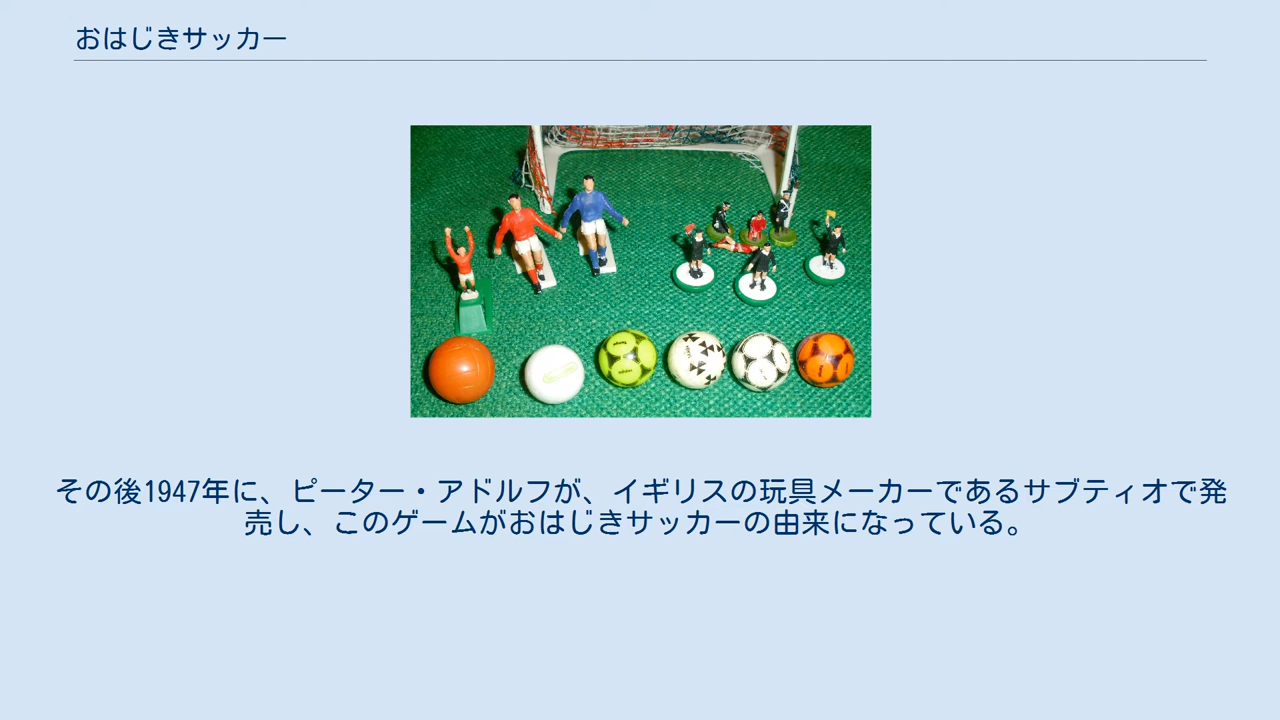 おはじきサッカー
その後1947年に、ピーター・アドルフが、イギリスの玩具メーカーであるサブティオで発
売し、このゲームがおはじきサッカーの由来になっている。